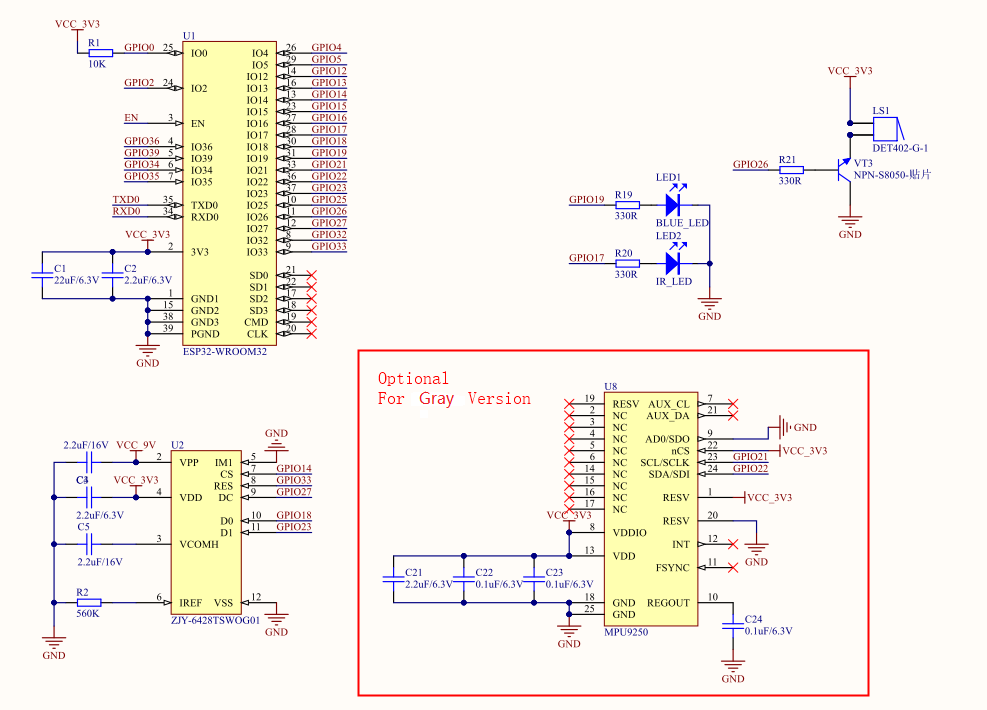 VCC_3V3
R1
10K
GPIO0 25 IO0
GPIO2 24 IO2
EN 3 EN
GPIO36 4 IO36
GPIO39 5 IO39
GPIO34 6 IO34
GPIO35 7 IO35
TXD0 35 TXD0
RXD0 34 RXD0
VCC_3V3
2 3V3
C1
22uF/6.3V
C2
2.2uF/6.3V
1 GND1
15 GND2
38 GND3
39 PGND
GND
U1
IO4 26 GPIO4
IO5 29 GPIO5
IO12 14 GPIO12
IO13 16 GPIO13
IO14 13 GPIO14
IO15 23 GPIO15
IO16 27 GPIO16
IO17 28 GPIO17
IO18 30 GPIO18
IO19 31 GPIO19
IO21 33 GPIO21
IO22 36 GPIO22
IO23 37 GPIO23
IO25 10 GPIO25
IO26 11 GPIO26
IO27 12 GPIO27
IO32 8 GPIO32
IO33 9 GPIO33
SD0 21
SD1 22
SD2 17
SD3 18
CMD 19
CLK 20
ESP32-WROOM32
GPIO19
R19
330R
LED1
BLUE_LED
GPIO17
R20
330R
LED2
IR_LED
GND
VCC_3V3
LS1
DET402-G-1
GPIO26
R21
330R
VT3
NPN-S8050-贴片
GND
2.2uF/16V
VCC_9V
2 VPP
VCC_3V3
2.2uF/6.3V
4 VDD
C5
2.2uF/16V
3 VCOMH
R2
560K
6 IREF
GND
U2
GND
IM1 5
CS 7 GPIO14
RES 8 GPIO33
DC 9 GPIO27
D0 10 GPIO18
D1 11 GPIO23
VSS 12
GND
ZJY-6428TSWOG01
Optional
For Gray Version
U8
19 RESV
2 NC
3 NC
4 NC
5 NC
6 NC
14 NC
15 NC
16 NC
17 NC
VCC_3V3
8 VDDIO
13 VDD
C21
2.2uF/6.3V
C22
0.1uF/6.3V
C23
0.1uF/6.3V
18 GND
25 GND
GND
AUX_CL 7
AUX_DA 21
AD0/SDO 9 GND
nCS 22 VCC_3V3
SCL/SCLK 23 GPIO21
SDA/SDI 24 GPIO22
RESV 1 VCC_3V3
RESV 20
GND
INT 12
FSYNC 11
REGOUT 10
C24
0.1uF/6.3V
GND
MPU9250